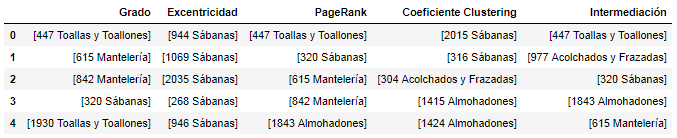 Grado Excentricidad PageRank Coeficiente Clustering Intermediación
0 [447 Toallas y Toallones] [944 Sábanas] [447 Toallas y Toallones] [2015 Sábanas] [447 Toallas y Toallones]
1 [615 Mantelería] [1069 Sábanas] [320 Sábanas] [316 Sábanas] [977 Acolchados y Frazadas]
2 [842 Mantelería] [2035 Sábanas] [615 Mantelería] [304 Acolchados y Frazadas] [320 Sábanas]
3 [320 Sábanas] [268 Sábanas] [842 Mantelería] [1415 Almohadones] [1843 Almohadones]
4 [1930 Toallas y Toallones] [946 Sábanas] [1843 Almohadones] [1424 Almohadones] [615 Mantelería]